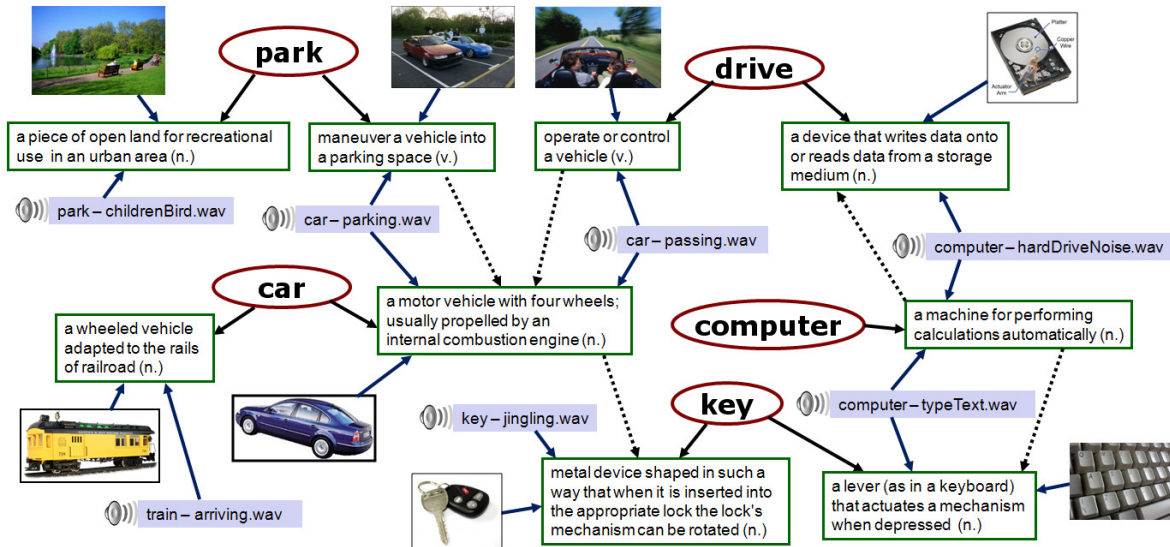 park
drive
Platter
Copper
Wire
Actuator
Arm
a piece of open land for recreational
use in an urban area (n.)
maneuver a vehicle into
a parking space (v.)
operate or control
a vehicle (v.)
a device that writes data onto
or reads data from a storage
medium (n.)
park – childrenBird.wav
car – parking.wav
car – passing.wav
computer – hardDriveNoise.wav
car
computer
a wheeled vehicle
adapted to the rails
of railroad (n.)
a motor vehicle with four wheels;
usually propelled by an
internal combustion engine (n.)
a machine for performing
calculations automatically (n.)
key – jingling.wav
key
computer – typeText.wav
train – arriving.wav
metal device shaped in such a
way that when it is inserted into
the appropriate lock the lock's
mechanism can be rotated (n.)
a lever (as in a keyboard)
that actuates a mechanism
when depressed (n.)